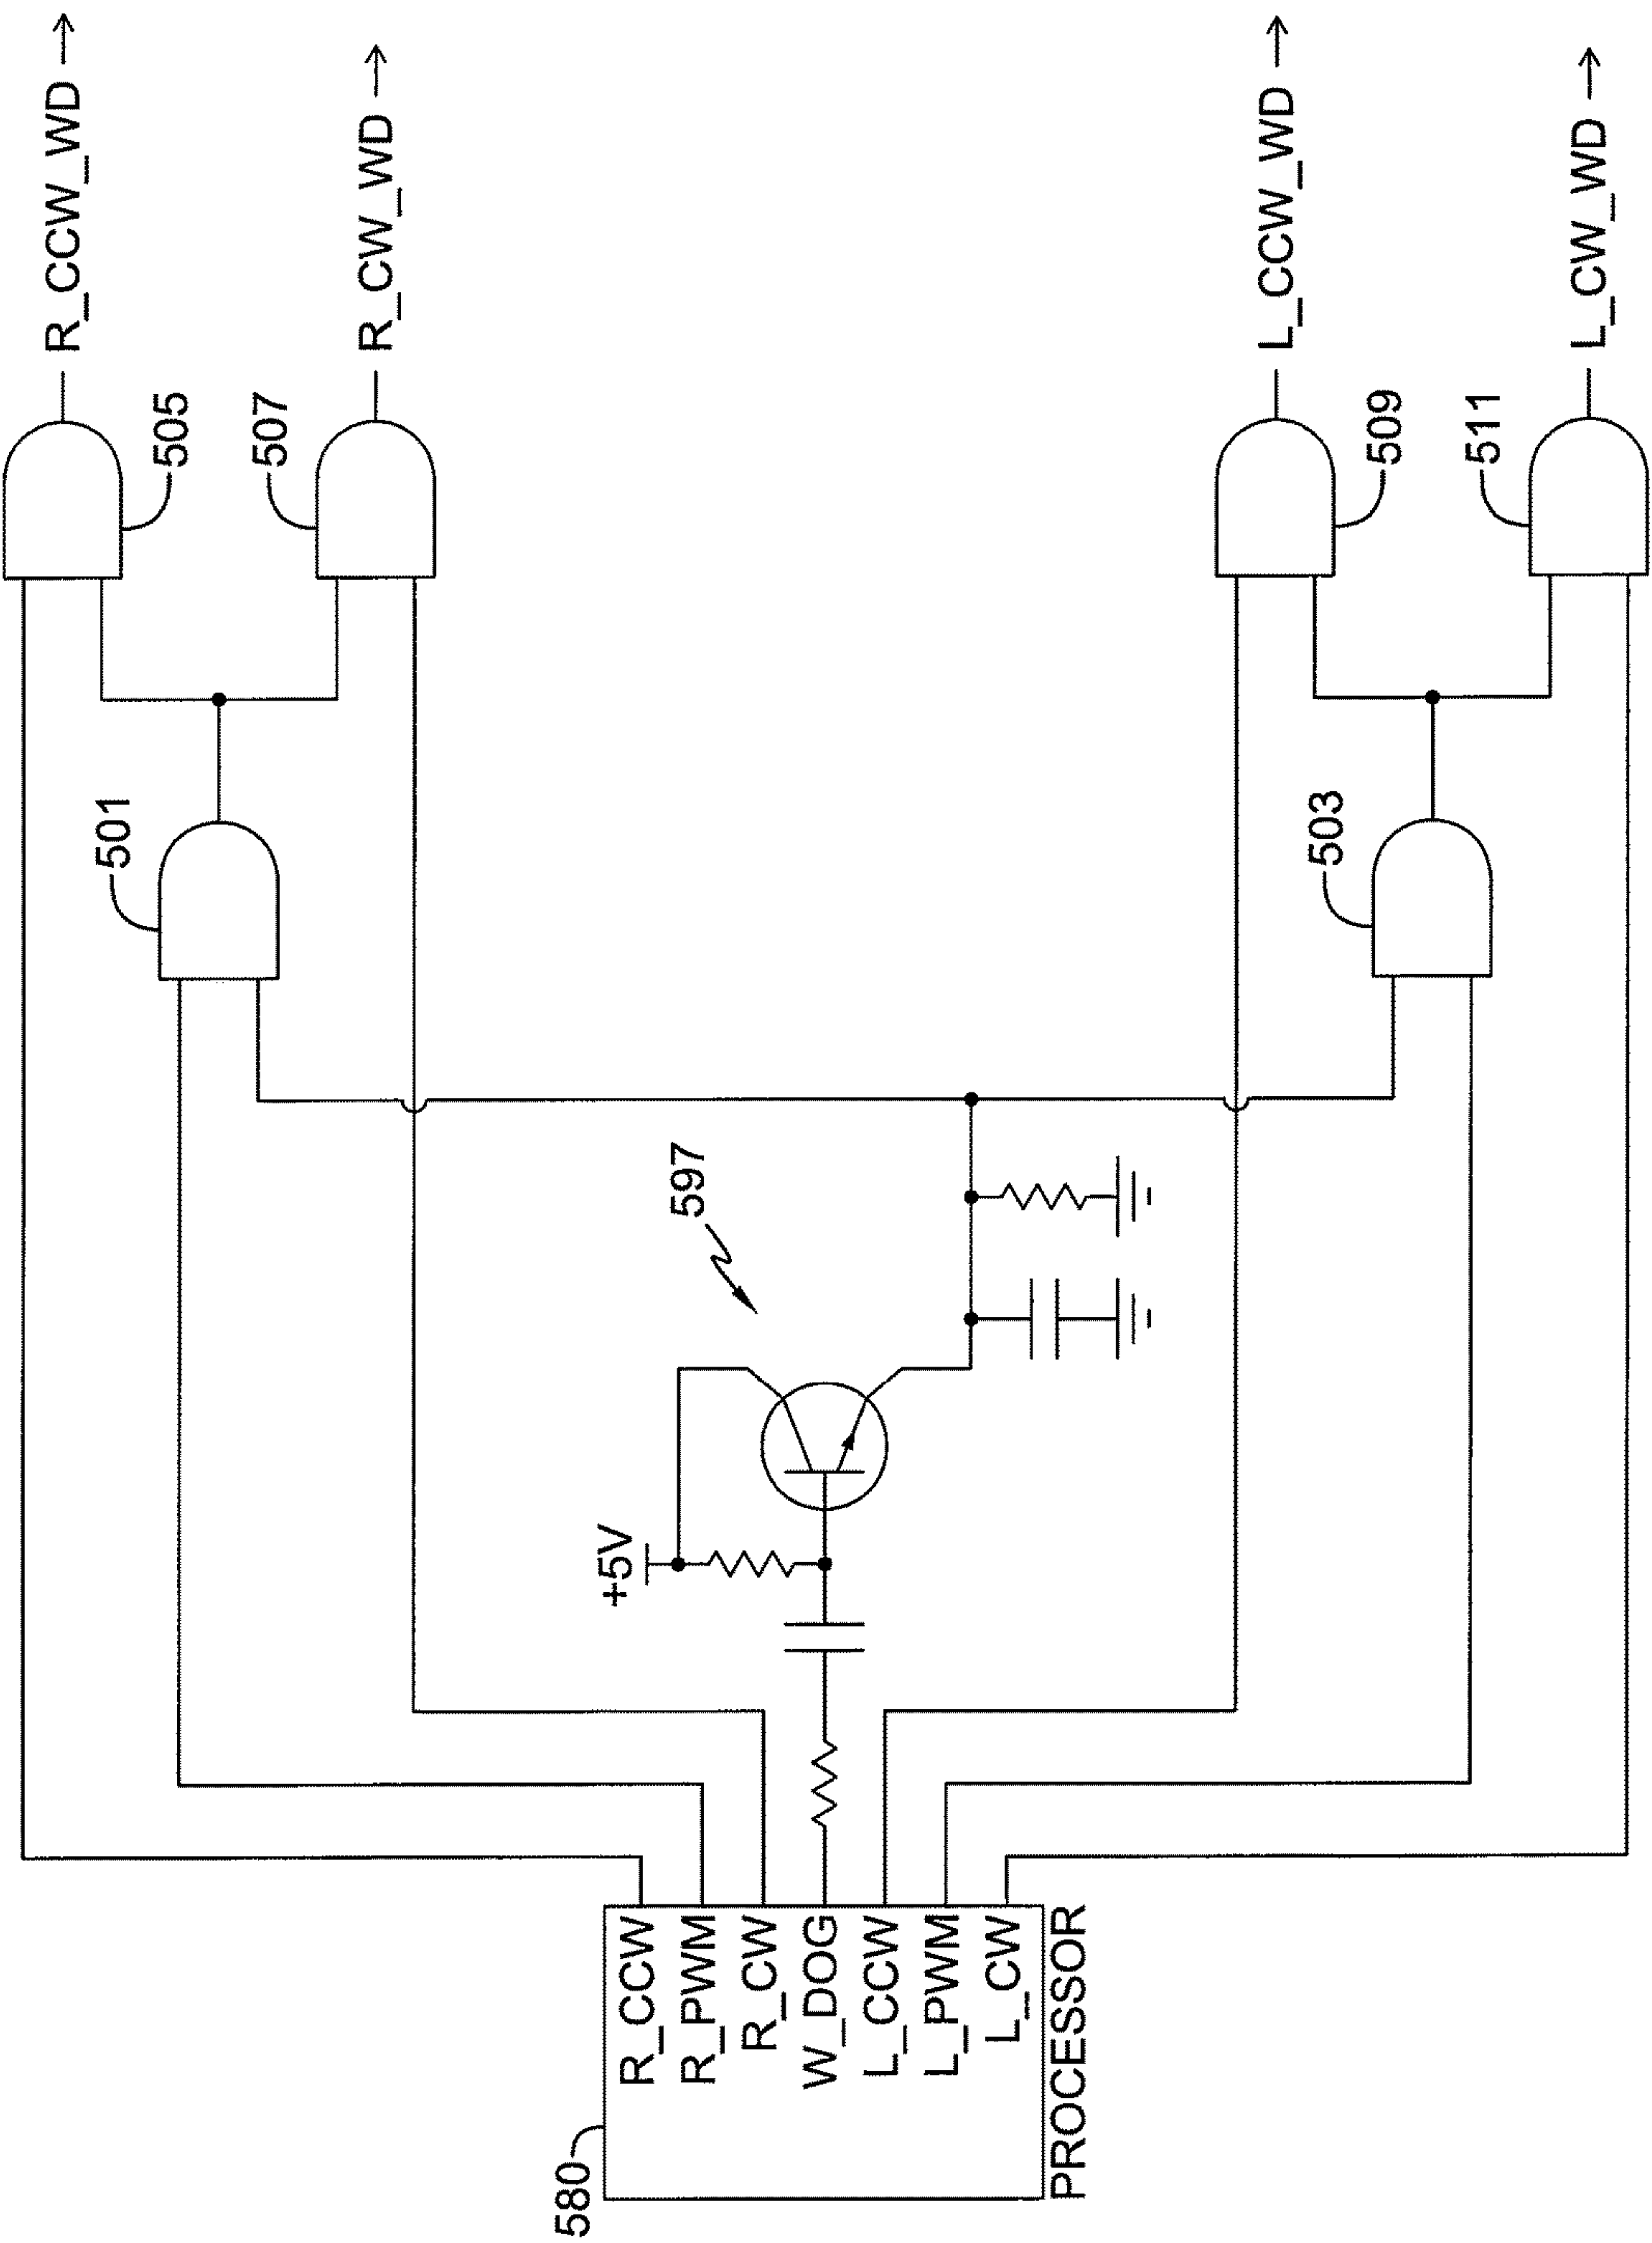 R_CCW_WD
505
507
R_CW_WD
501
580
R_CCW
R_PWM
R_CW
W_DOG
L_CCW
L_PWM
L_CW
PROCESSOR
+5V
597
L_CCW_WD
509
503
511
L_CW_WD